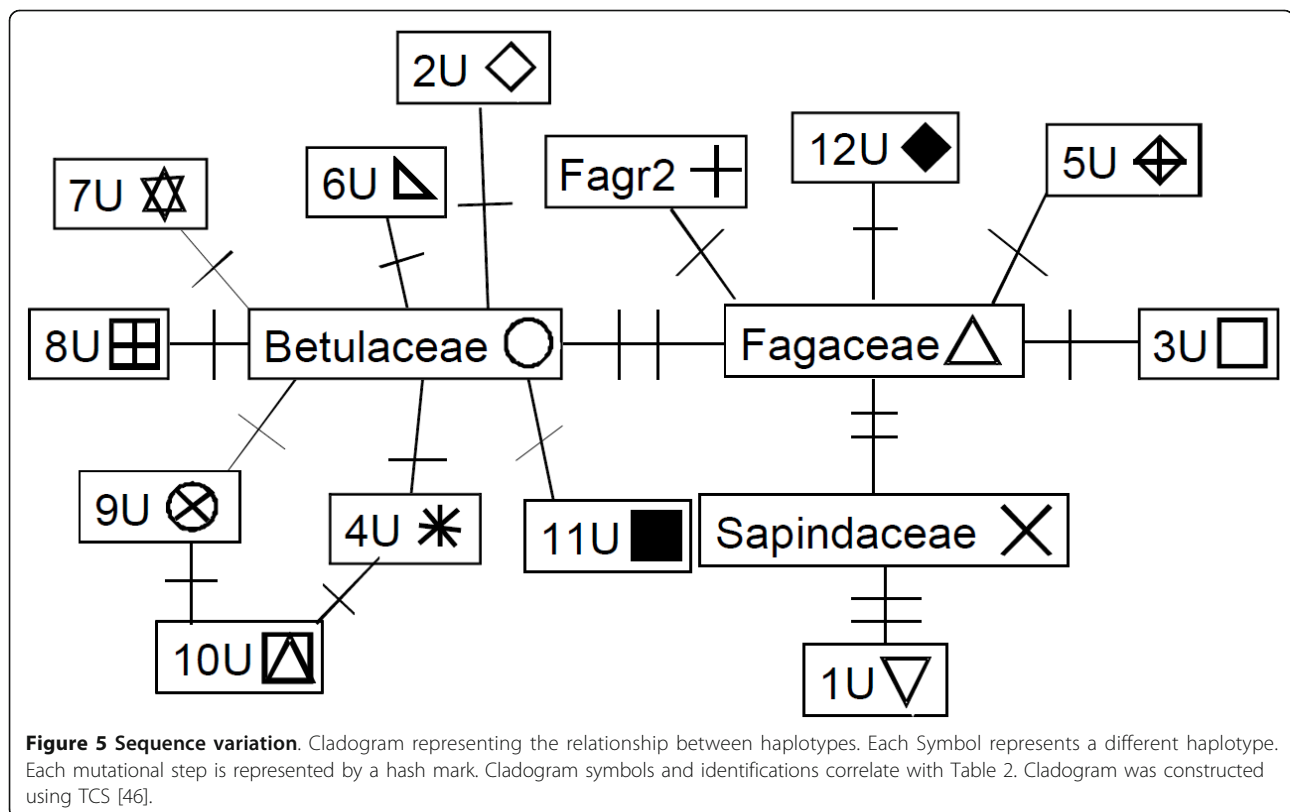 2U
Fagr2
12U
5U
7U
6U
8U
Betulaceae
Fagaceae
3U
9U
4U
11U
Sapindaceae
10U
1U
Figure 5 Sequence variation. Cladogram representing the relationship between haplotypes. Each Symbol represents a different haplotype.
Each mutational step is represented by a hash mark. Cladogram symbols and identifications correlate with Table 2. Cladogram was constructed
using TCS [46].